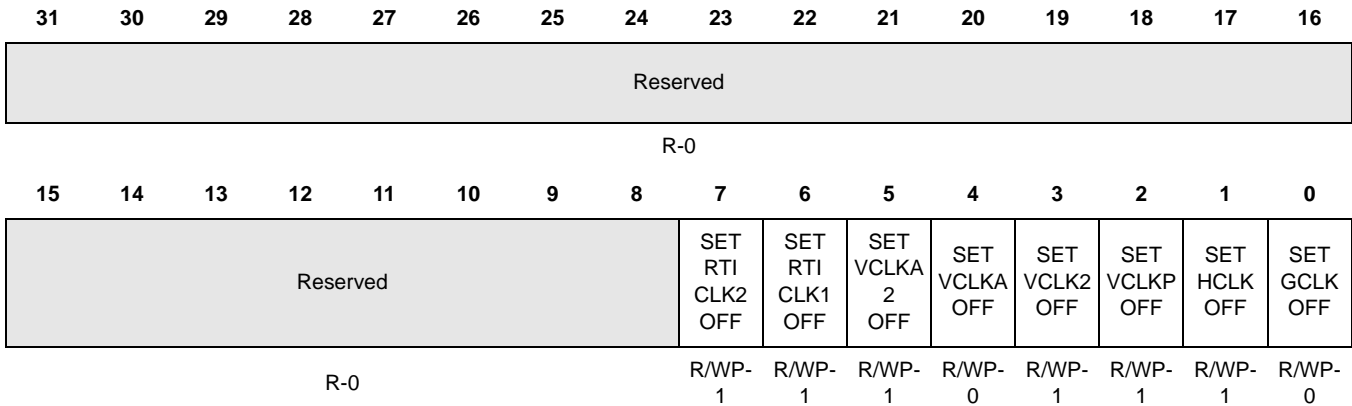 31 30 29 28 27 26 25 24 23 22 21 20 19 18 17 16
Reserved
R-0
15 14 13 12 11 10 9 8 7 6 5 4 3 2 1 0
Reserved
SET
RTI
CLK2
OFF
SET
RTI
CLK1
OFF
SET
VCLKA
2
OFF
SET
VCLKA
OFF
SET
VCLK2
OFF
SET
VCLKP
OFF
SET
HCLK
OFF
SET
GCLK
OFF
R-0
R/WP-
1
R/WP-
1
R/WP-
1
R/WP-
0
R/WP-
1
R/WP-
1
R/WP-
1
R/WP-
0